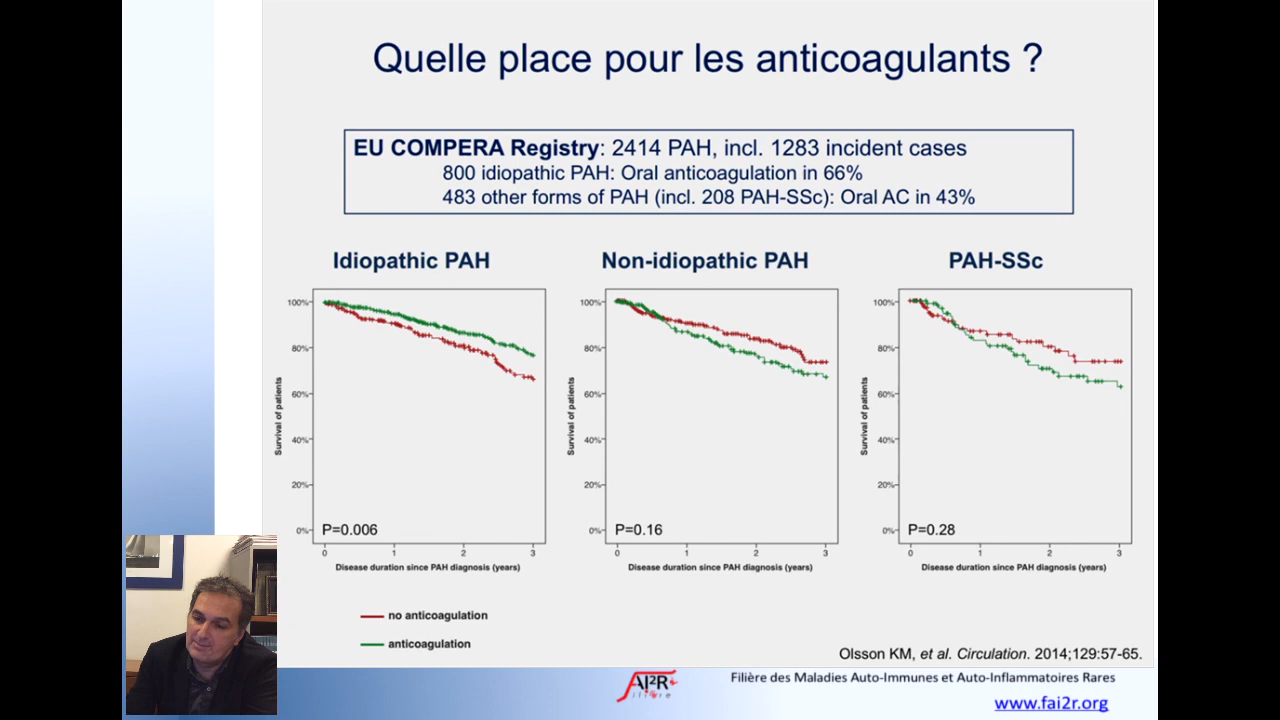 Quelle place pour les anticoagulants ?
EU COMPERA Registry: 2414 PAH, incl. 1283 incident cases
800 idiopathic PAH: Oral anticoagulation in 66%
483 other forms of PAH (incl. 208 PAH-SSc): Oral AC in 43%
Idiopathic PAH
100%
80%
60%
40%
20%
0%
Survival of patients
P=0.006
0 1 2 3
Disease duration since PAH diagnosis (years)
Non-idiopathic PAH
100%
80%
60%
40%
20%
0%
Survival of patients
P=0.16
0 1 2 3
Disease duration since PAH diagnosis (years)
PAH-SSc
100%
80%
60%
40%
20%
0%
Survival of patients
P=0.28
0 1 2 3
Disease duration since PAH diagnosis (years)
no anticoagulation
anticoagulation
Olsson KM, et al. Circulation. 2014;129:57-65.
FAI²R
filière
Filière des Maladies Auto-Immunes et Auto-Inflammatoires Rares
www.fai2r.org